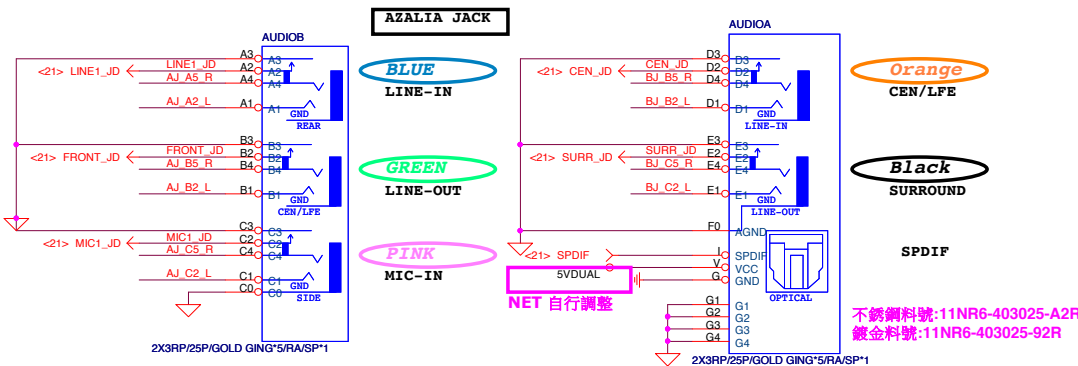 AZALIA JACK
AUDIOB
A3 A3
<21> LINE1_JD LINE1_JD A2 A2
AJ_A5_R A4 A4
AJ_A2_L A1 A1
GND
REAR
BLUE
LINE-IN
B3 B3
<21> FRONT_JD FRONT_JD B2 B2
AJ_B5_R B4 B4
AJ_B2_L B1 B1
GND
CEN/LFE
GREEN
LINE-OUT
C3 C3
<21> MIC1_JD MIC1_JD C2 C2
AJ_C5_R C4 C4
AJ_C2_L C1 C1
GND
C0 C0
SIDE
PINK
MIC-IN
2X3RP/25P/GOLD GING*5/RA/SP*1
AUDIOA
D3 D3
<21> CEN_JD CEN_JD D2 D2
BJ_B5_R D4 D4
BJ_B2_L D1 D1
GND
LINE-IN
Orange
CEN/LFE
E3 E3
<21> SURR_JD SURR_JD E2 E2
BJ_C5_R E4 E4
BJ_C2_L E1 E1
GND
LINE-OUT
Black
SURROUND
F0 AGND
<21> SPDIF I SPDIF
5VDUAL V VCC
G GND
OPTICAL
SPDIF
NET 自行調整
G1 G1
G2 G2
G3 G3
G4 G4
2X3RP/25P/GOLD GING*5/RA/SP*1
不銹鋼料號:11NR6-403025-A2R
鍍金料號:11NR6-403025-92R